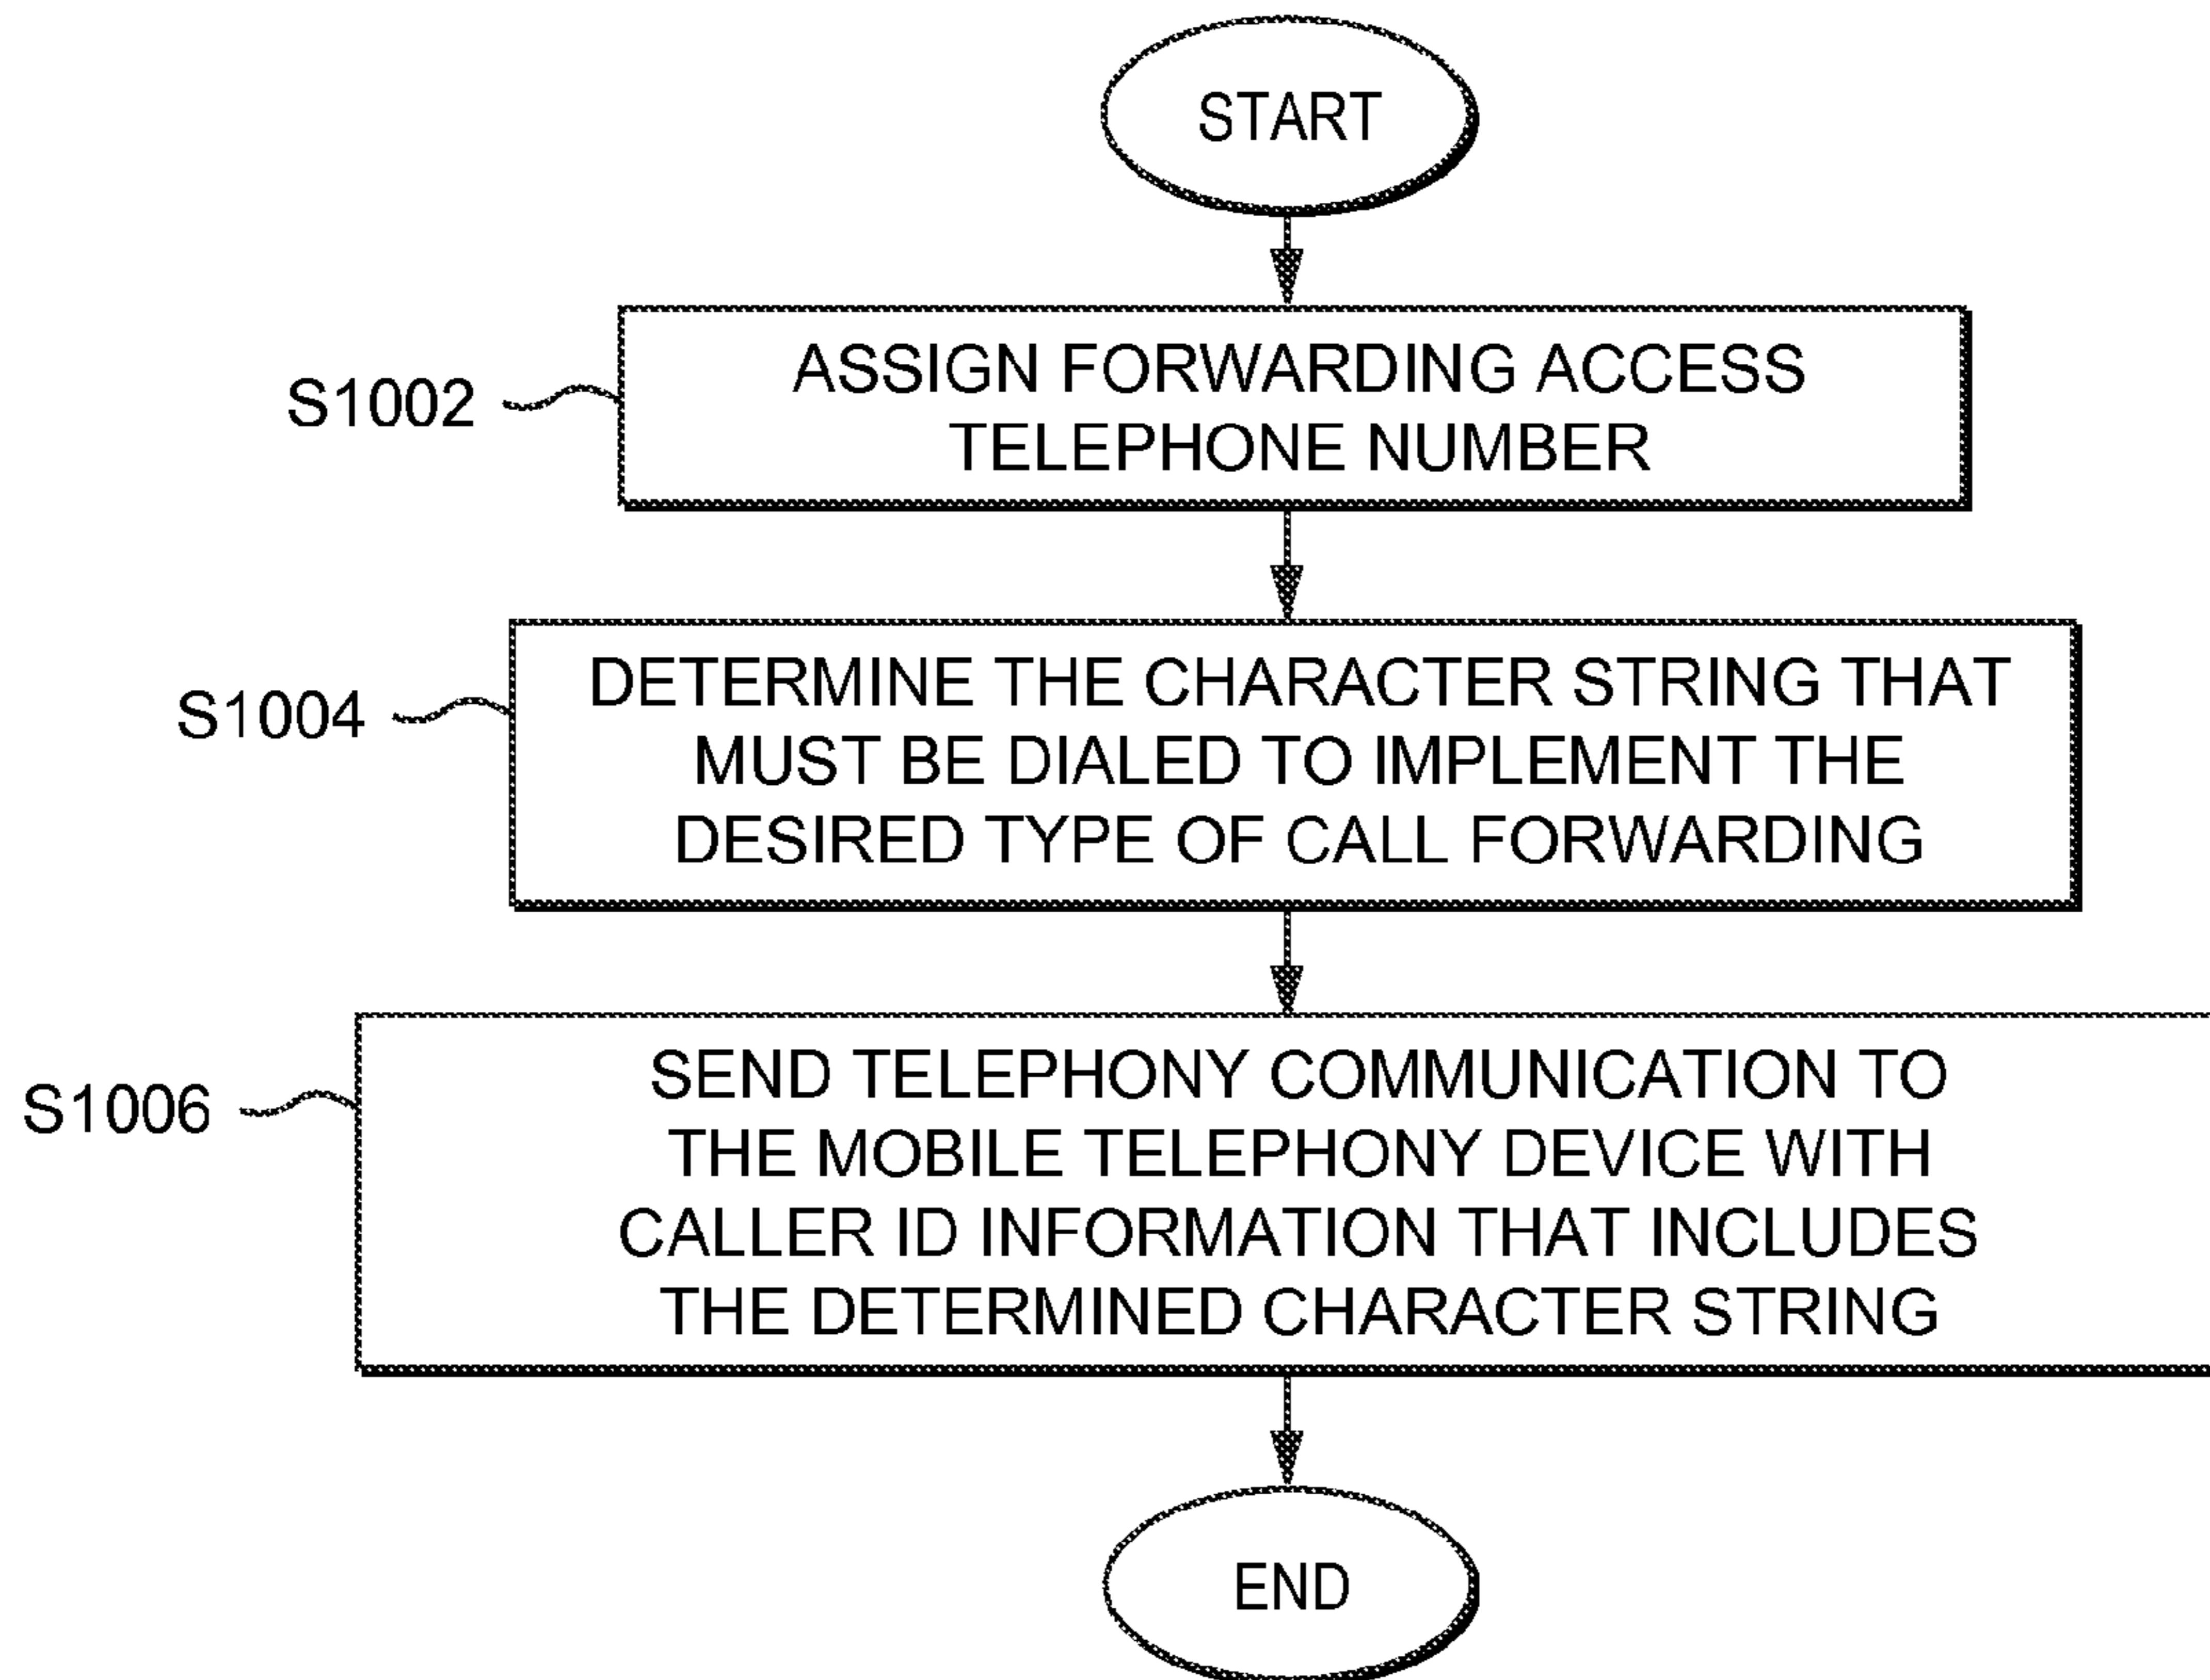 START
S1002
ASSIGN FORWARDING ACCESS
TELEPHONE NUMBER
S1004
DETERMINE THE CHARACTER STRING THAT
MUST BE DIALED TO IMPLEMENT THE
DESIRED TYPE OF CALL FORWARDING
S1006
SEND TELEPHONY COMMUNICATION TO
THE MOBILE TELEPHONY DEVICE WITH
CALLER ID INFORMATION THAT INCLUDES
THE DETERMINED CHARACTER STRING
END